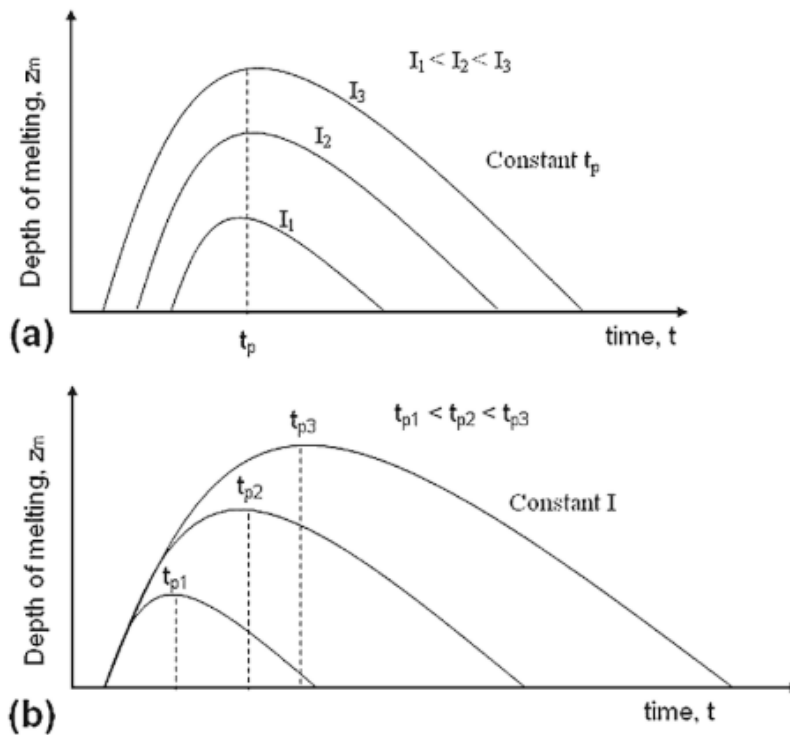 Depth of melting, zm
I1 < I2 < I3
I3
I2
I1
Constant tp
(a)
tp
time, t
Depth of melting, zm
tp1 < tp2 < tp3
tp3
tp2
tp1
Constant I
(b)
time, t